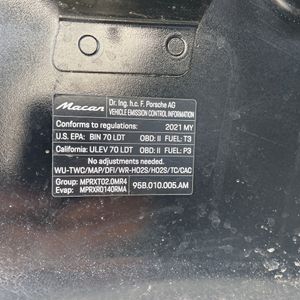 Macan
Dr. Ing. h.c. F. Porsche AG
VEHICLE EMISSION CONTROL INFORMATION
Conforms to regulations: 2021 MY
U.S. EPA: BIN 70 LDT OBD: II FUEL: T3
California: ULEV 70 LDT OBD: II FUEL: P3
No adjustments needed.
WU-TWC/MAP/DFI/WR-HO2S/HO2S/TC/CAC
Group: MPRXT02.0MR4
Evap: MPRXR0140RMA
95B.010.005.AM